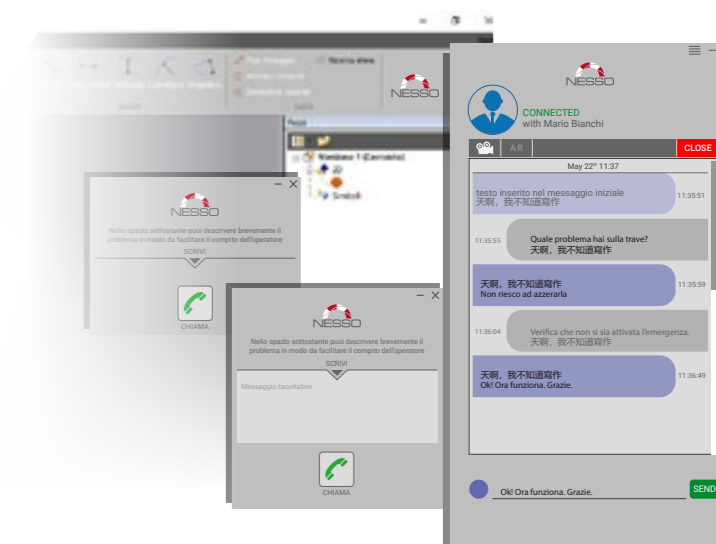 NESSO
NESSO
Nello spazio sottostante puoi descrivere brevemente il
problema in modo da facilitare il compito dell'operatore
SCRIVI
CHIAMA
NESSO
Nello spazio sottostante puoi descrivere brevemente il
problema in modo da facilitare il compito dell'operatore
SCRIVI
Messaggio facoltativo
CHIAMA
NESSO
CONNECTED
with Mario Bianchi
AR
CLOSE
May 22° 11:37
testo inserito nel messaggio iniziale
天啊，我不知道寫作
11:35:51
11:35:55
Quale problema hai sulla trave?
天啊，我不知道寫作
天啊，我不知道寫作
Non riesco ad azzerarla
11:35:59
11:36:04
Verifica che non si sia attivata l'emergenza.
天啊，我不知道寫作
天啊，我不知道寫作
Ok! Ora funziona. Grazie.
11:36:49
Ok! Ora funziona. Grazie.
SEND